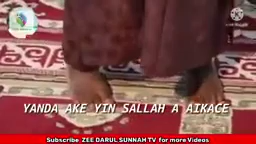 YANDA AKE YIN SALLAH A AIKACE
Subscribe ZEE DARUL SUNNAH TV for more Videos